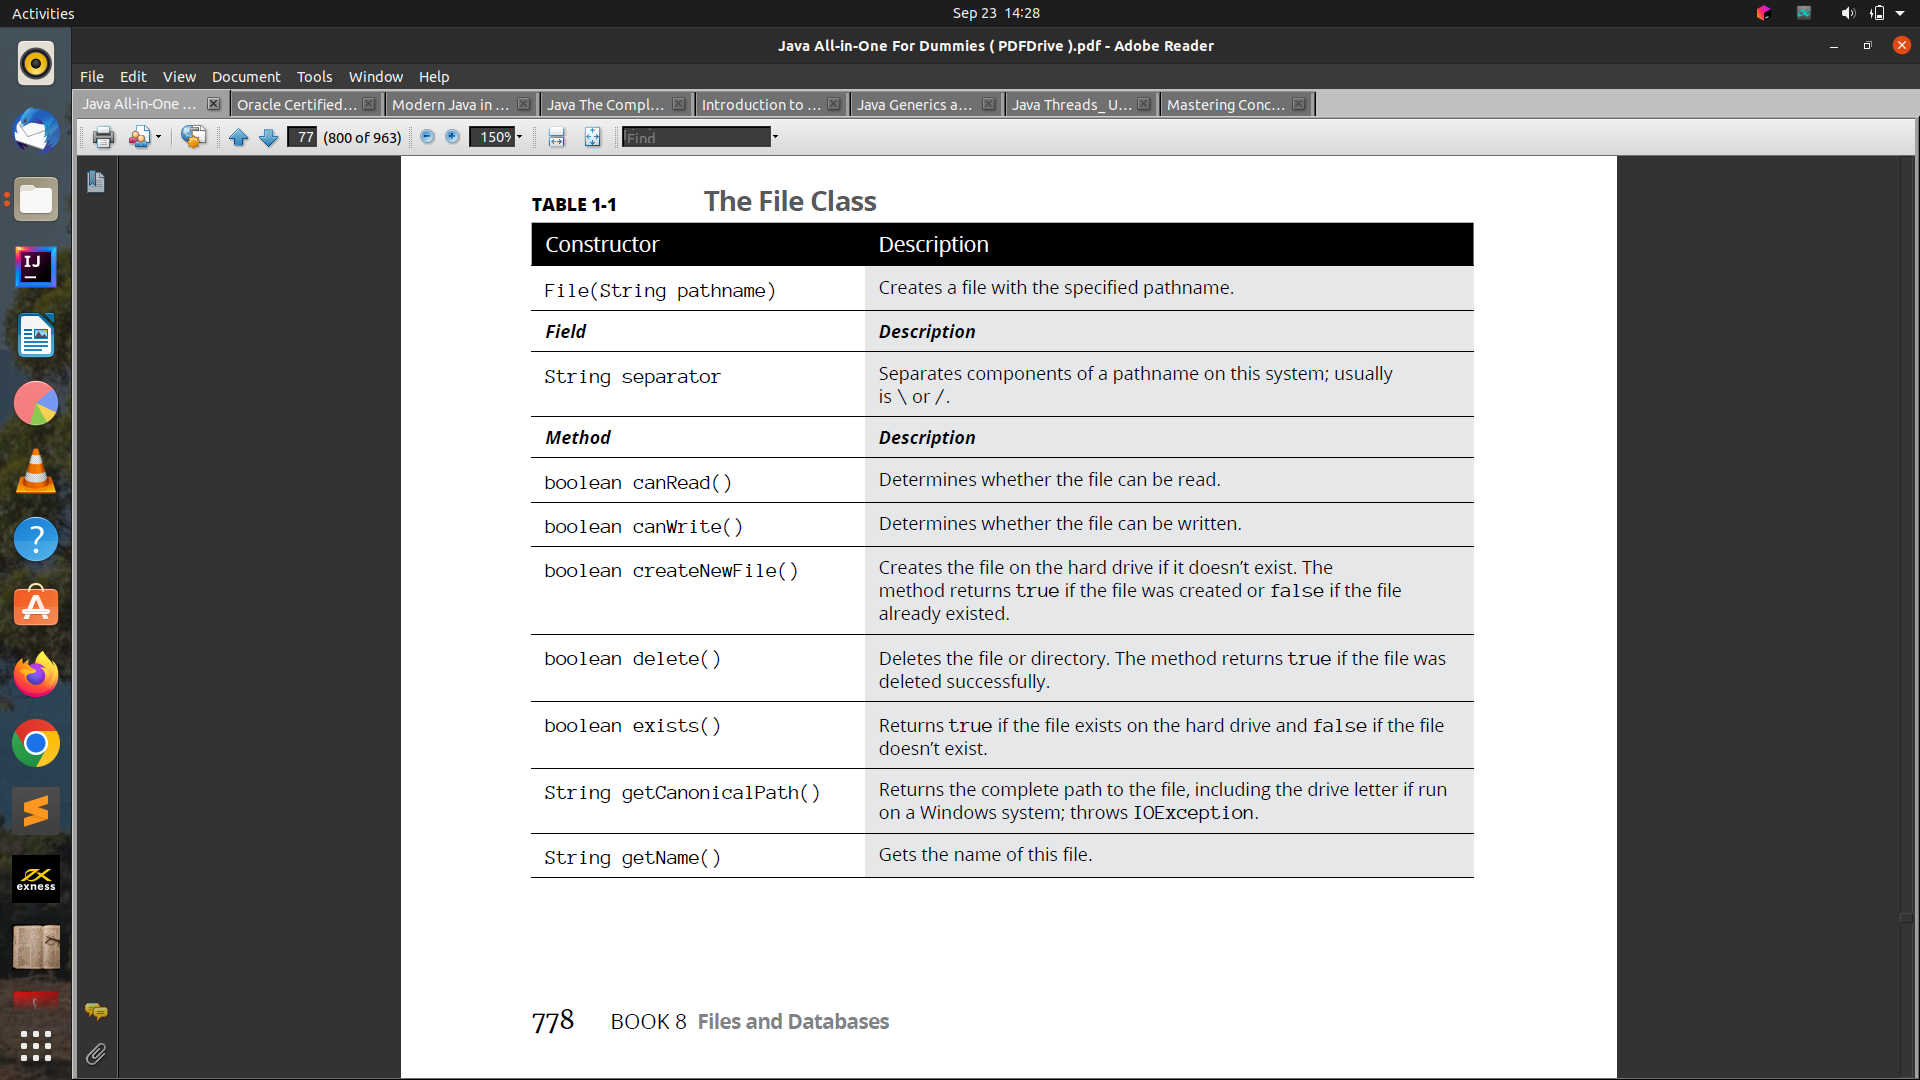 Activities
Sep 23 14:28
Java All-in-One For Dummies ( PDFDrive ).pdf - Adobe Reader
File Edit View Document Tools Window Help
Java All-in-One ... Oracle Certified... Modern Java in ... Java The Compl... Introduction to ... Java Generics a... Java Threads_ U... Mastering Conc...
77 (800 of 963) 150% Find
TABLE 1-1 The File Class
Constructor Description
File(String pathname) Creates a file with the specified pathname.
Field Description
String separator Separates components of a pathname on this system; usually
is \ or /.
Method Description
boolean canRead() Determines whether the file can be read.
boolean canWrite() Determines whether the file can be written.
boolean createNewFile() Creates the file on the hard drive if it doesn’t exist. The
method returns true if the file was created or false if the file
already existed.
boolean delete() Deletes the file or directory. The method returns true if the file was
deleted successfully.
boolean exists() Returns true if the file exists on the hard drive and false if the file
doesn’t exist.
String getCanonicalPath() Returns the complete path to the file, including the drive letter if run
on a Windows system; throws IOException.
String getName() Gets the name of this file.
778 BOOK 8 Files and Databases
IJ
?
exness